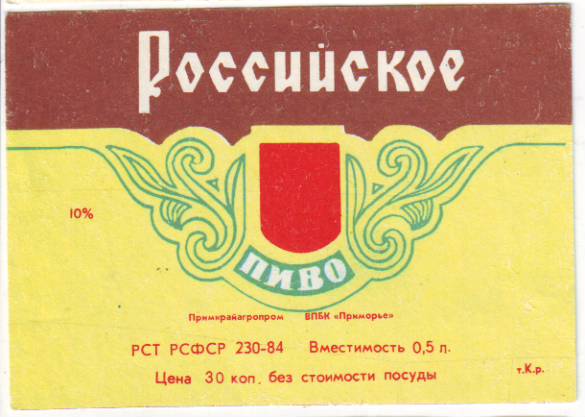 Российское
10%
ПИВО
Примкрайагропром ВПБК «Приморье»
РСТ РСФСР 230-84 Вместимость 0,5 л.
Цена 30 коп. без стоимости посуды
т.К.р.